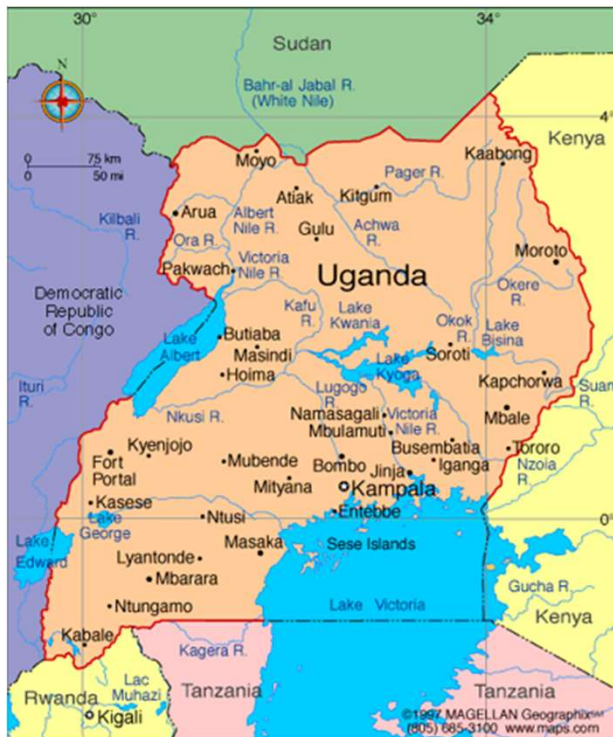 30°
34°
N
Sudan
Bahr-al Jabal R.
(White Nile)
4°
Kenya
75 km
0
50 mi
0
Moyo
Kaabong
Pager R.
Atiak
Kitgum
Kilbali
R.
Arua
Albert
Nile R.
Achwa
R.
Ora R.
Gulu
Moroto
Pakwach
Victoria
Nile R.
Uganda
Okere
R.
Democratic
Republic
of Congo
Kafu
R.
Lake
Kwania
Okok
R.
Lake
Bisina
Butiaba
Lake
Albert
Masindi
Soroti
Lake
Kyoga
Hoima
Kapchorwa
Suam
R.
Ituri
R.
Nkusi R.
Lugogo
R.
Namasagali
Victoria
Nile R.
Mbale
Mbulamuti
Kyenjojo
Busembatia
Tororo
Fort
Portal
Mubende
Bombo
Jinja
Iganga
Nzoia
R.
Mityana
Kampala
Kasese
Entebbe
0°
Lake
George
Ntusi
Masaka
Sese Islands
Lake
Edward
Lyantonde
Mbarara
Gucha R.
Ntungamo
Lake Victoria
Kenya
Kabale
Kagera R.
Rwanda
Lac
Muhazi
Tanzania
Tanzania
Kigali
©1997 MAGELLAN Geographix
(805) 685-3100 www.maps.com